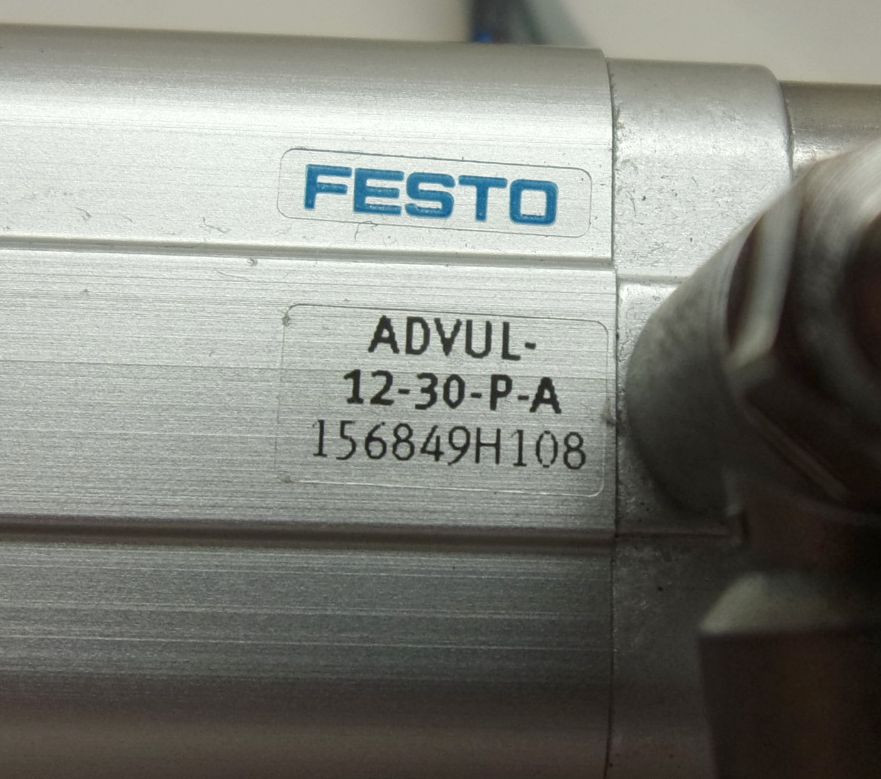 FESTO
ADVUL-
12-30-P-A
156849H108